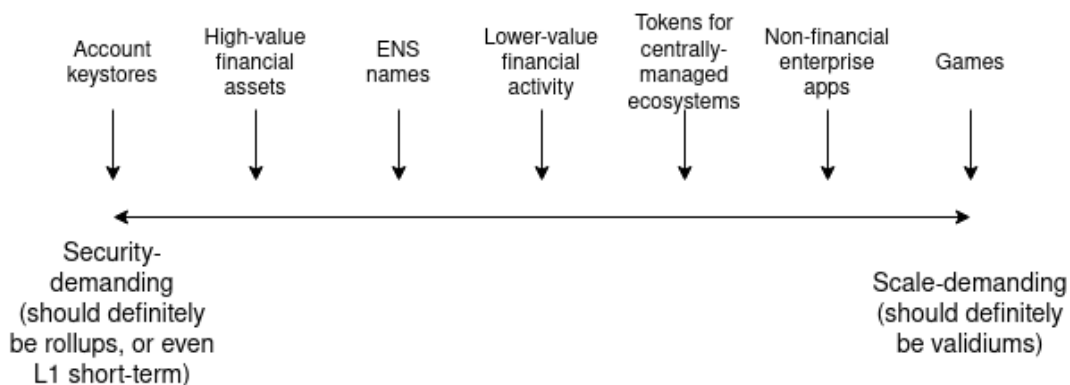 Account
keystores
High-value
financial
assets
ENS
names
Lower-value
financial
activity
Tokens for
centrally-
managed
ecosystems
Non-financial
enterprise
apps
Games
Security-
demanding
(should definitely
be rollups, or even
L1 short-term)
Scale-demanding
(should definitely
be validiums)